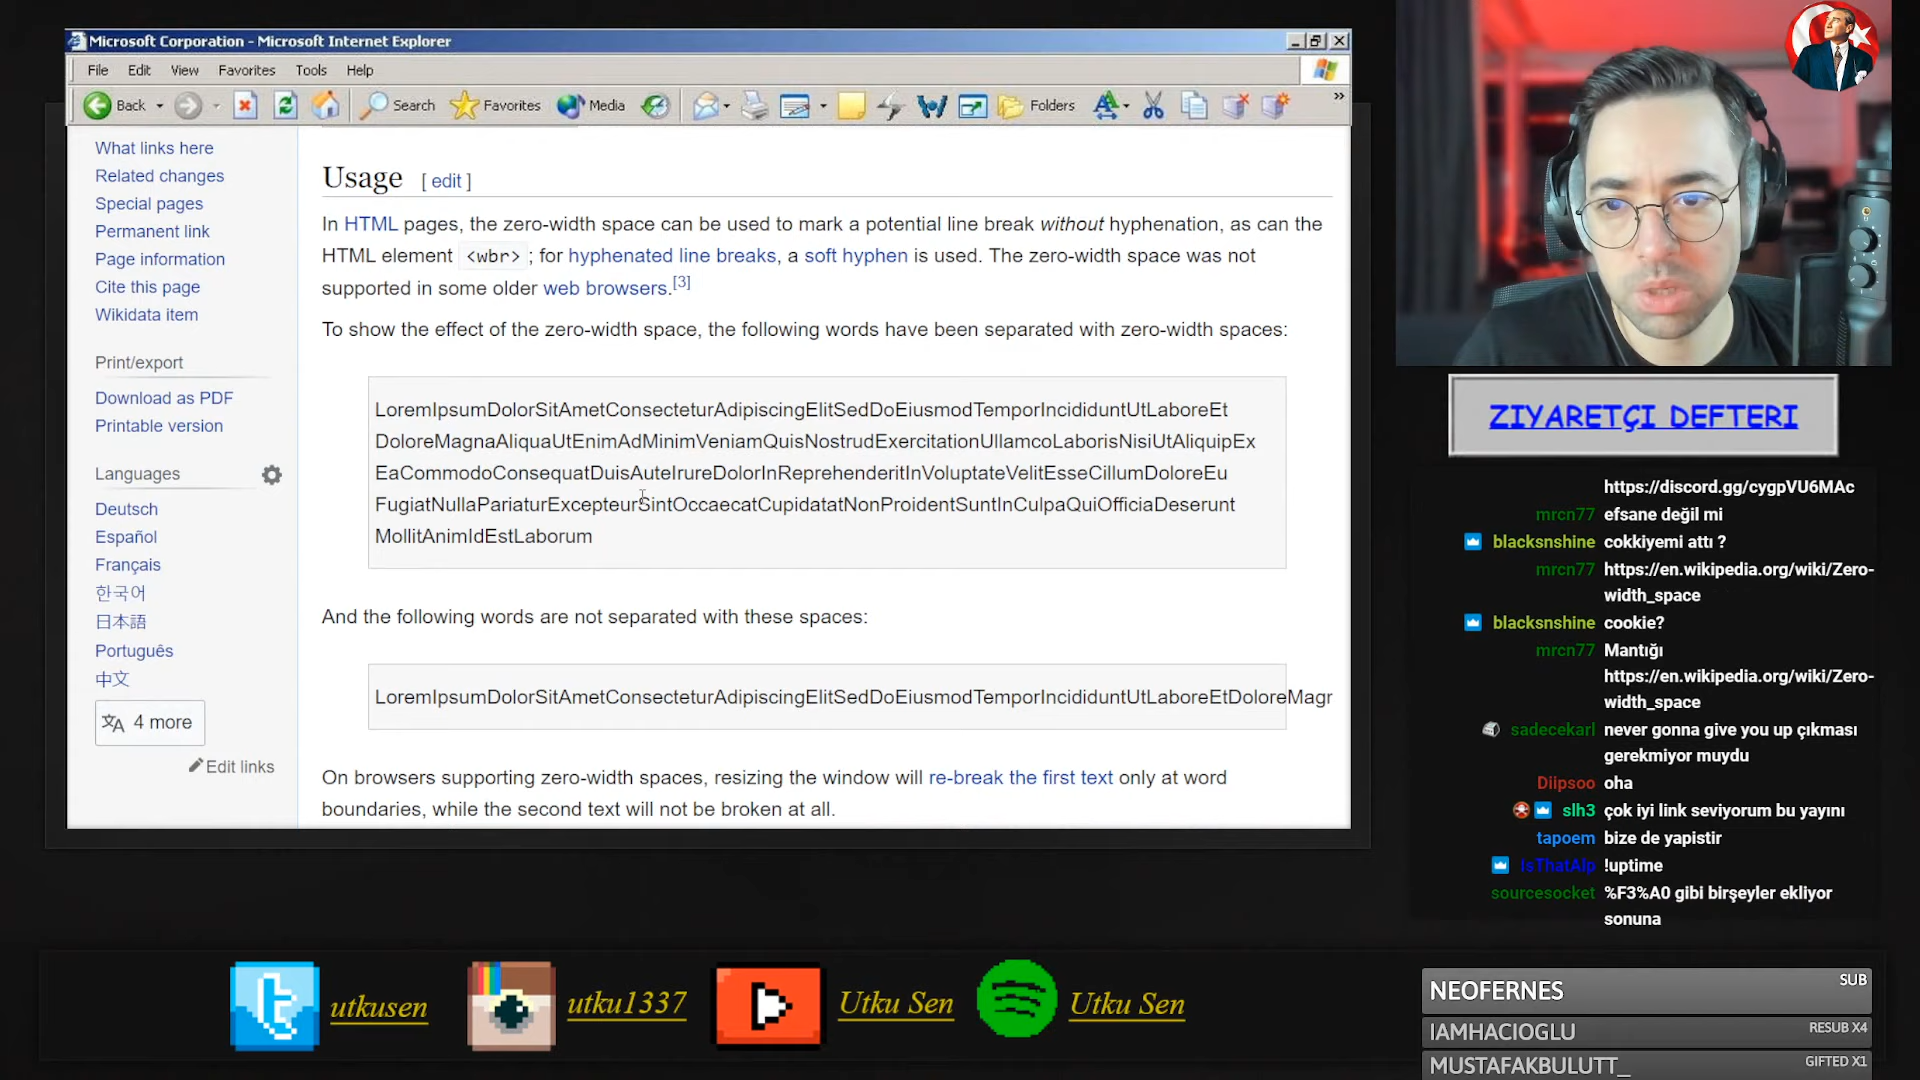 Microsoft Corporation - Microsoft Internet Explorer
File Edit View Favorites Tools Help
Back Search Favorites Media Folders »
What links here
Related changes
Special pages
Permanent link
Page information
Cite this page
Wikidata item
Print/export
Download as PDF
Printable version
Languages
Deutsch
Español
Français
한국어
日本語
Português
中文
4 more
Edit links
Usage [ edit ]
In HTML pages, the zero-width space can be used to mark a potential line break without hyphenation, as can the
HTML element <wbr> ; for hyphenated line breaks, a soft hyphen is used. The zero-width space was not
supported in some older web browsers.[3]
To show the effect of the zero-width space, the following words have been separated with zero-width spaces:
LoremIpsumDolorSitAmetConsecteturAdipiscingElitSedDoEiusmodTemporIncididuntUtLaboreEt
DoloreMagnaAliquaUtEnimAdMinimVeniamQuisNostrudExercitationUllamcoLaborisNisiUtAliquipEx
EaCommodoConsequatDuisAuteIrureDolorInReprehenderitInVoluptateVelitEsseCillumDoloreEu
FugiatNullaPariaturExcepteurSintOccaecatCupidatatNonProidentSuntInCulpaQuiOfficiaDeserunt
MollitAnimIdEstLaborum
And the following words are not separated with these spaces:
LoremIpsumDolorSitAmetConsecteturAdipiscingElitSedDoEiusmodTemporIncididuntUtLaboreEtDoloreMagr
On browsers supporting zero-width spaces, resizing the window will re-break the first text only at word
boundaries, while the second text will not be broken at all.
ZIYARETÇI DEFTERI
https://discord.gg/cygpVU6MAc
mrcn77 efsane değil mi
blacksnshine cokkiyemi attı ?
mrcn77 https://en.wikipedia.org/wiki/Zero-
width_space
blacksnshine cookie?
mrcn77 Mantığı
https://en.wikipedia.org/wiki/Zero-
width_space
sadecekarl never gonna give you up çıkması
gerekmiyor muydu
Diipsoo oha
slh3 çok iyi link seviyorum bu yayını
tapoem bize de yapistir
IsThatAlp !uptime
sourcesocket %F3%A0 gibi birşeyler ekliyor
sonuna
utkusen
utku1337
Utku Sen
Utku Sen
NEOFERNES SUB
IAMHACIOGLU RESUB X4
MUSTAFAKBULUTT_ GIFTED X1